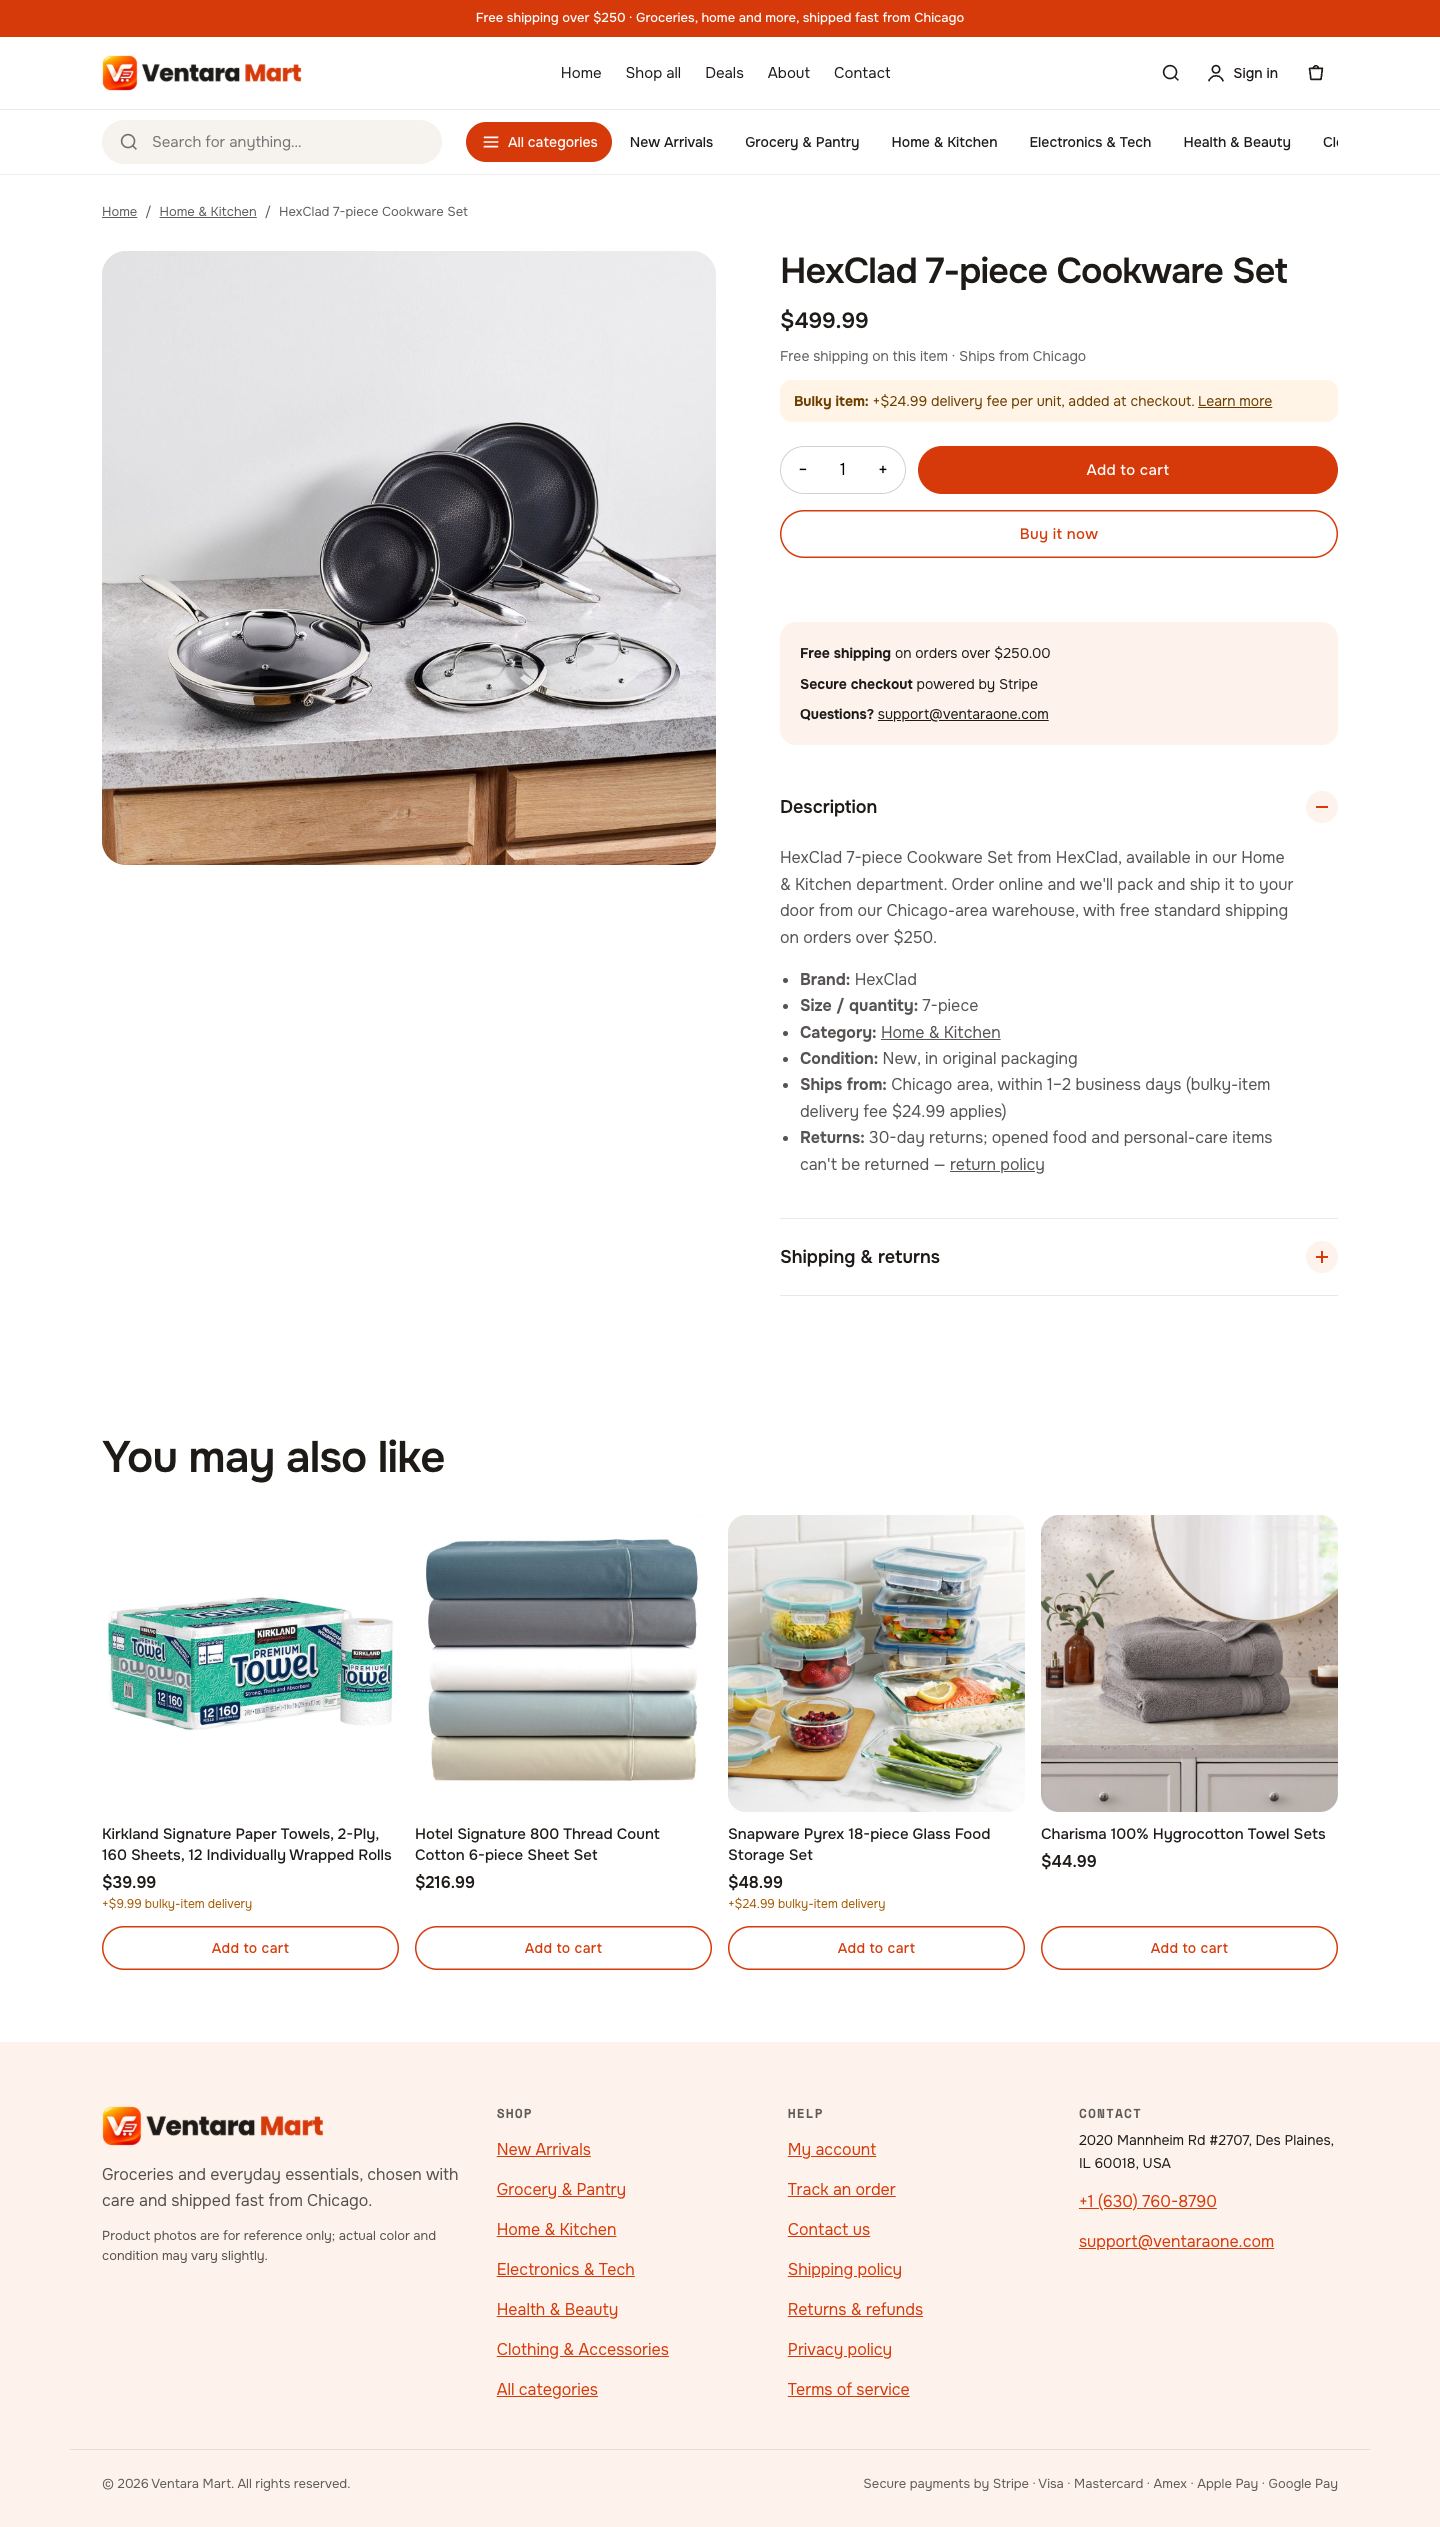 Free shipping over $250 · Groceries, home and more, shipped fast from Chicago
Ventara Mart
Home
Shop all
Deals
About
Contact
Sign in
Search for anything...
All categories
New Arrivals
Grocery & Pantry
Home & Kitchen
Electronics & Tech
Health & Beauty
Home / Home & Kitchen / HexClad 7-piece Cookware Set
HexClad 7-piece Cookware Set
$499.99
Free shipping on this item · Ships from Chicago
Bulky item: +$24.99 delivery fee per unit, added at checkout. Learn more
− 1 +
Add to cart
Buy it now
Free shipping on orders over $250.00
Secure checkout powered by Stripe
Questions? support@ventaraone.com
Description
HexClad 7-piece Cookware Set from HexClad, available in our Home
& Kitchen department. Order online and we'll pack and ship it to your
door from our Chicago-area warehouse, with free standard shipping
on orders over $250.
• Brand: HexClad
• Size / quantity: 7-piece
• Category: Home & Kitchen
• Condition: New, in original packaging
• Ships from: Chicago area, within 1–2 business days (bulky-item
delivery fee $24.99 applies)
• Returns: 30-day returns; opened food and personal-care items
can't be returned — return policy
Shipping & returns
You may also like
KIRKLAND
PREMIUM
Towel
Strong, Thick and Absorbent
12 160
12 160
KIRKLAND
PREMIUM
Towel
Kirkland Signature Paper Towels, 2-Ply,
160 Sheets, 12 Individually Wrapped Rolls
$39.99
+$9.99 bulky-item delivery
Add to cart
Hotel Signature 800 Thread Count
Cotton 6-piece Sheet Set
$216.99
Add to cart
Snapware Pyrex 18-piece Glass Food
Storage Set
$48.99
+$24.99 bulky-item delivery
Add to cart
Charisma 100% Hygrocotton Towel Sets
$44.99
Add to cart
Ventara Mart
Groceries and everyday essentials, chosen with
care and shipped fast from Chicago.
Product photos are for reference only; actual color and
condition may vary slightly.
SHOP
New Arrivals
Grocery & Pantry
Home & Kitchen
Electronics & Tech
Health & Beauty
Clothing & Accessories
All categories
HELP
My account
Track an order
Contact us
Shipping policy
Returns & refunds
Privacy policy
Terms of service
CONTACT
2020 Mannheim Rd #2707, Des Plaines,
IL 60018, USA
+1 (630) 760-8790
support@ventaraone.com
© 2026 Ventara Mart. All rights reserved.
Secure payments by Stripe · Visa · Mastercard · Amex · Apple Pay · Google Pay